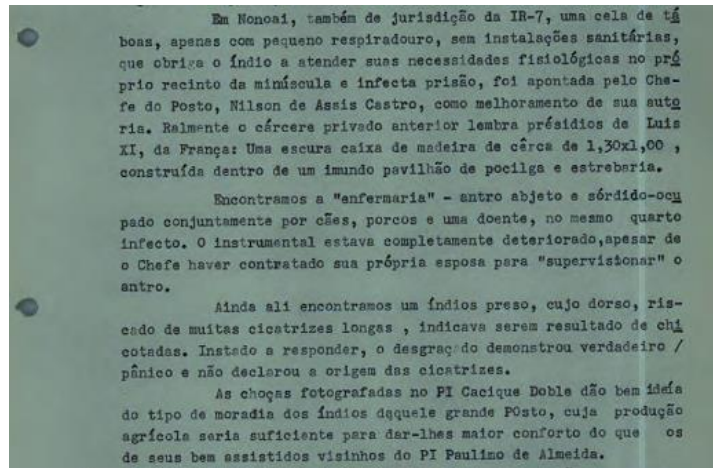 Em Nonoai, também de jurisdição da IR-7, uma cela de tá
boas, apenas com pequeno respiradouro, sem instalações sanitárias,
que obriga o índio a atender suas necessidades fisiológicas no pró
prio recinto da minúscula e infecta prisão, foi apontada pelo Che-
fe do Posto, Nilson de Assis Castro, como melhoramento de sua auto
ria. Realmente o cárcere privado anterior lembra présidios de Luis
XI, da França: Uma escura caixa de madeira de cêrca de 1,30x1,00 ,
construída dentro de um imundo pavilhão de pocilga e estrebaria.
Encontramos a "enfermaria" - antro abjeto e sórdido-ocu
pado conjuntamente por cães, porcos e uma doente, no mesmo quarto
infecto. O instrumental estava completamente deteriorado,apesar de
o Chefe haver contratado sua própria esposa para "supervisionar" o
antro.
Ainda ali encontramos um índios preso, cujo dorso, ris-
cado de muitas cicatrizes longas , indicava serem resultado de chi
cotadas. Instado a responder, o desgraçado demonstrou verdadeiro /
pânico e não declarou a origem das cicatrizes.
As choças fotografadas no PI Cacique Doble dão bem ideía
do tipo de moradia dos índios dqquele grande POsto, cuja produção
agrícola seria suficiente para dar-lhes maior conforto do que os
de seus bem assistidos visinhos do PI Paulino de Almeida.